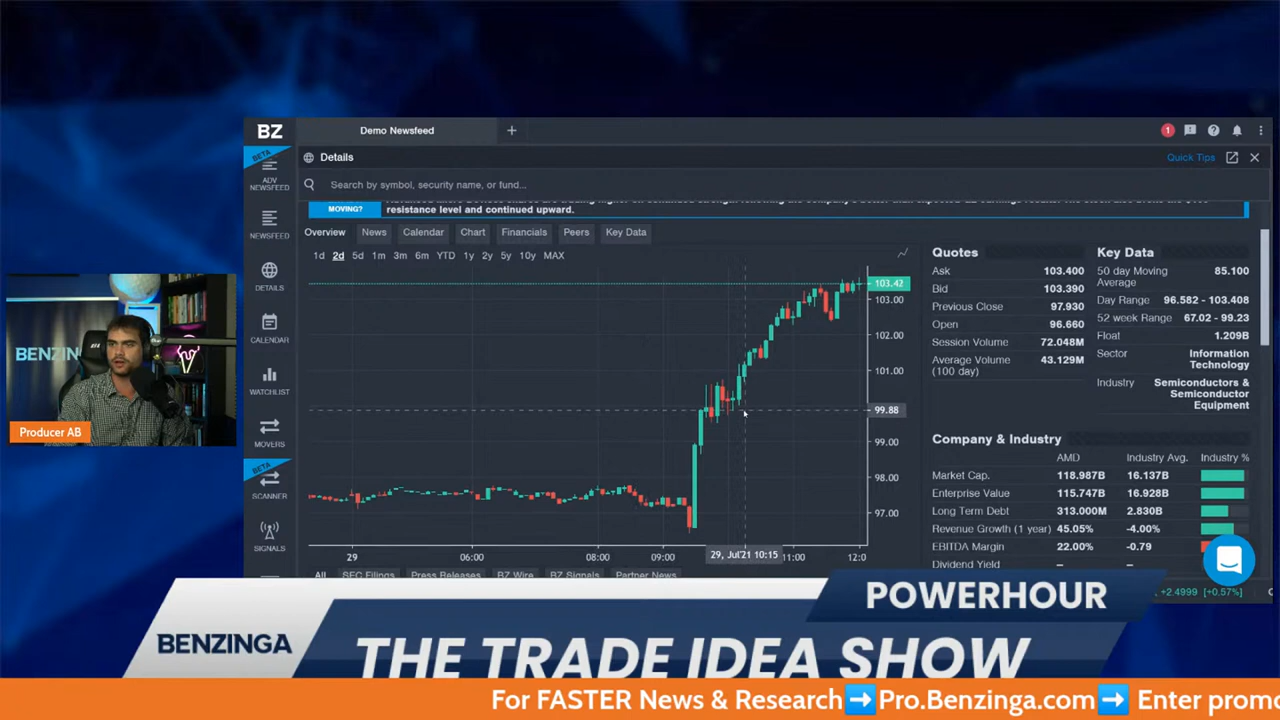 BZ
Demo Newsfeed
+
1
Details
Quick Tips
Search by symbol, security name, or fund...
MOVING?
resistance level and continued upward.
Overview News Calendar Chart Financials Peers Key Data
1d 2d 5d 1m 3m 6m YTD 1y 2y 5y 10y MAX
BETA
ADV NEWSFEED
NEWSFEED
DETAILS
CALENDAR
WATCHLIST
MOVERS
BETA
SCANNER
SIGNALS
103.42
103.00
102.00
101.00
99.88
99.00
98.00
97.00
29 06:00 08:00 09:00 29, Jul'21 10:15 11:00 12:0
Quotes
Ask 103.400
Bid 103.390
Previous Close 97.930
Open 96.660
Session Volume 72.048M
Average Volume (100 day) 43.129M
Key Data
50 day Moving Average 85.100
Day Range 96.582 - 103.408
52 week Range 67.02 - 99.23
Float 1.209B
Sector Information Technology
Industry Semiconductors & Semiconductor Equipment
Company & Industry
AMD Industry Avg. Industry %
Market Cap. 118.987B 16.137B
Enterprise Value 115.747B 16.928B
Long Term Debt 313.000M 2.830B
Revenue Growth (1 year) 45.05% -4.00%
EBITDA Margin 22.00% -0.79
Dividend Yield – –
All SEC Filings Press Releases BZ Wire BZ Signals Partner News
+2.4999 [+0.57%]
BENZINGA
Producer AB
POWERHOUR
BENZINGA
THE TRADE IDEA SHOW
For FASTER News & Research➡Pro.Benzinga.com➡ Enter promo